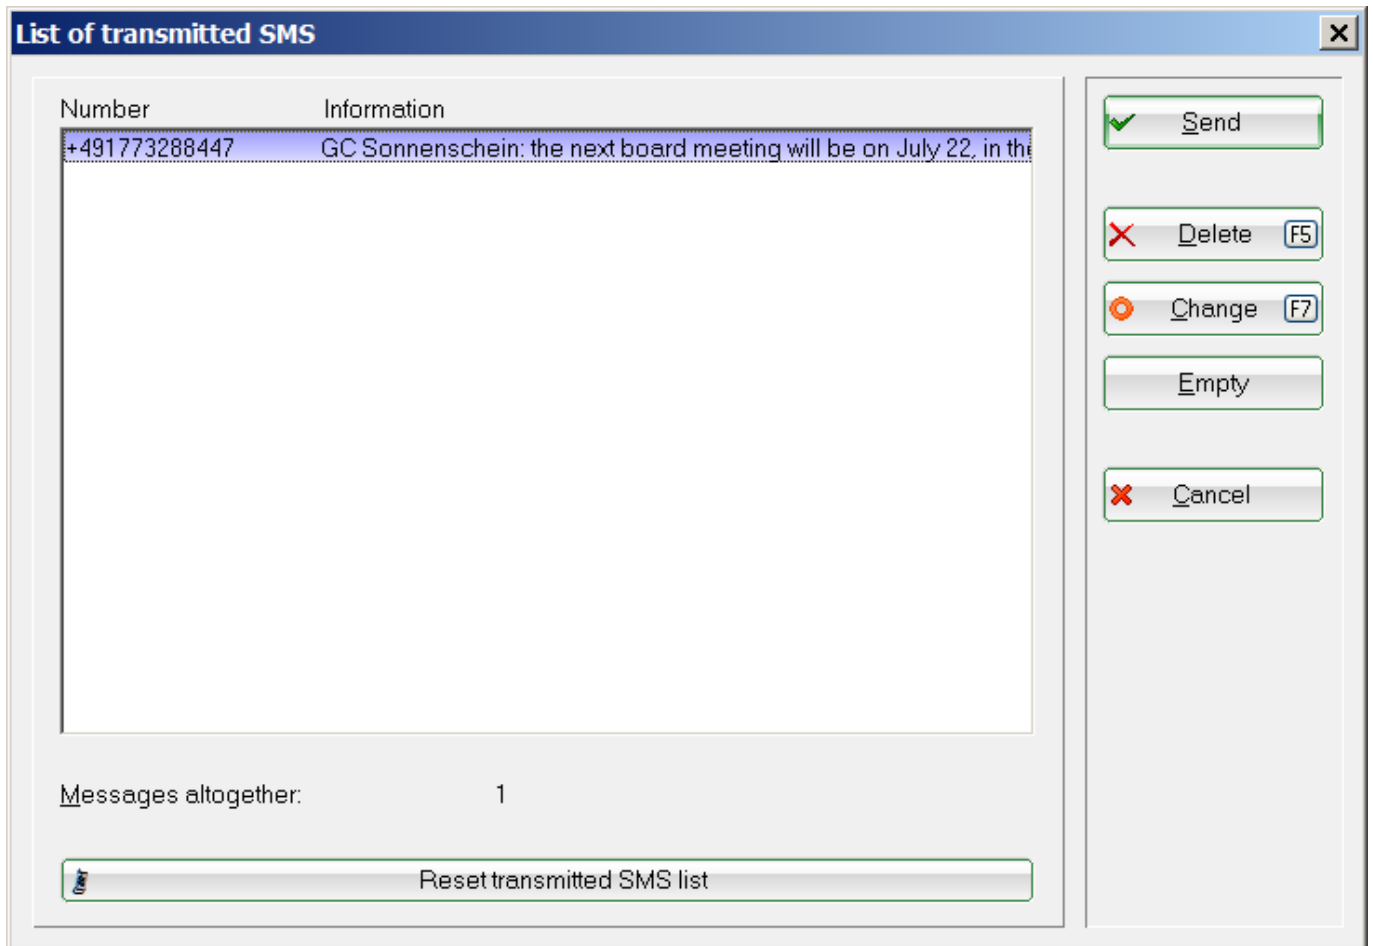 List of transmitted SMS
Number Information
+491773288447 GC Sonnenschein: the next board meeting will be on July 22, in the
Send
Delete F5
Change F7
Empty
Cancel
Messages altogether: 1
Reset transmitted SMS list